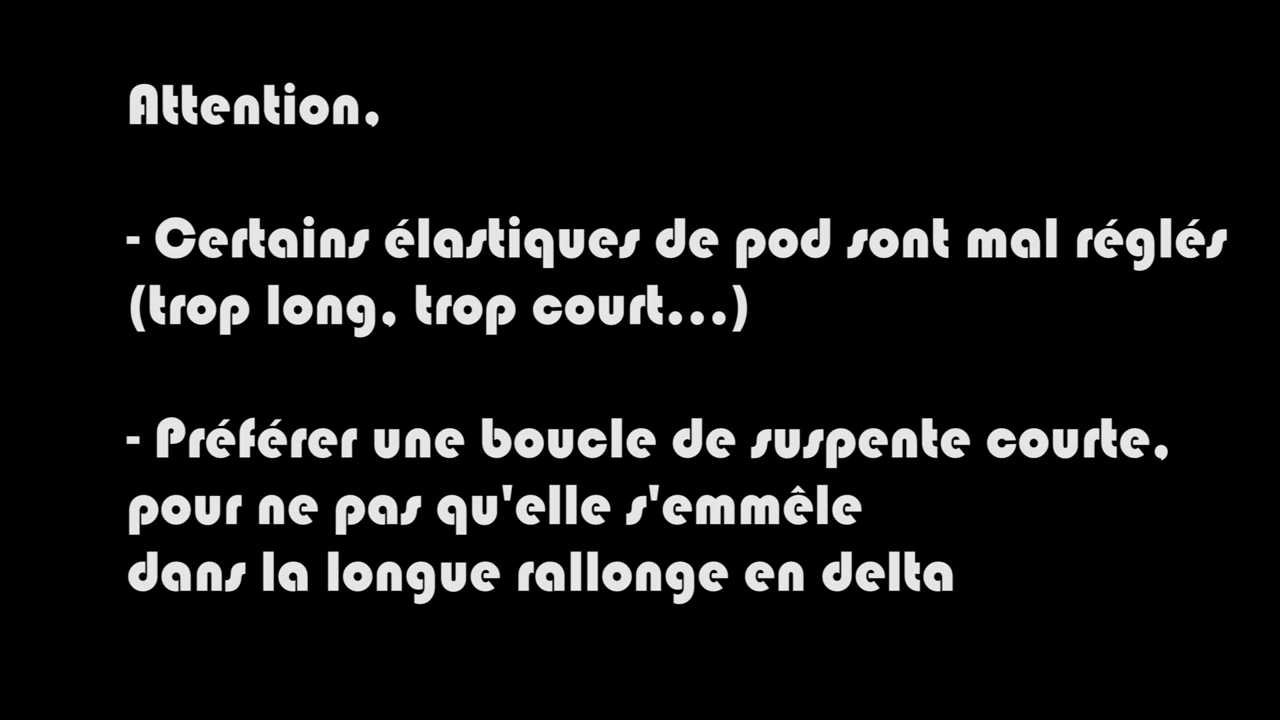 Attention,
- Certains élastiques de pod sont mal réglés
(trop long, trop court...)
- Préférer une boucle de suspente courte,
pour ne pas qu'elle s'emmêle
dans la longue rallonge en delta